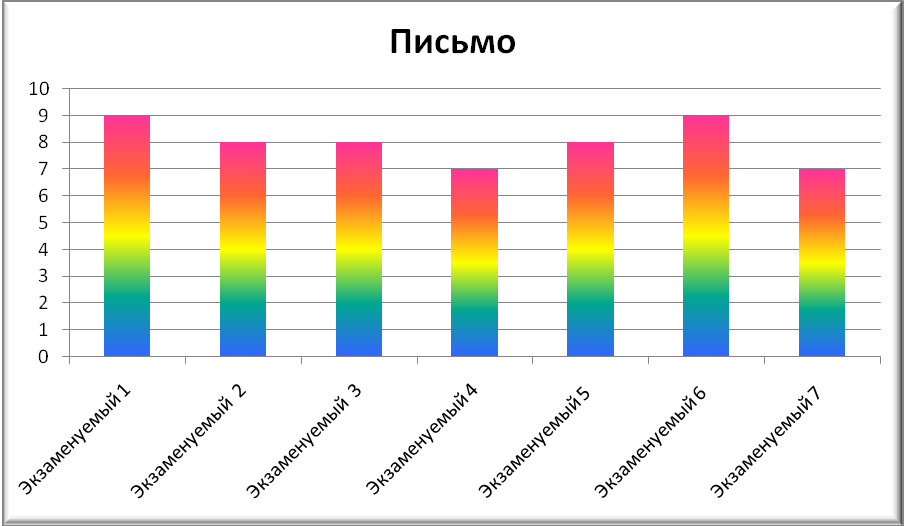 Письмо
10
9
8
7
6
5
4
3
2
1
0
Экзаменуемый 1
Экзаменуемый 2
Экзаменуемый 3
Экзаменуемый 4
Экзаменуемый 5
Экзаменуемый 6
Экзаменуемый 7